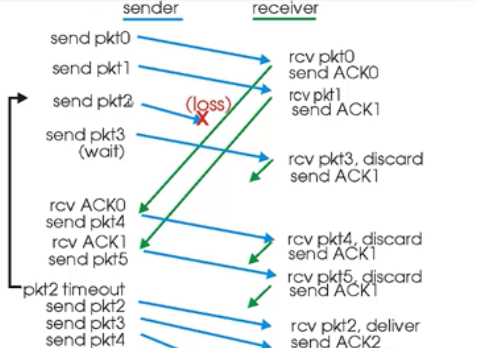 sender
receiver
send pkt0
send pkt1
send pkt2
send pkt3
(wait)
(loss)
X
rcv ACK0
send pkt4
rcv ACK1
send pkt5
pkt2 timeout
send pkt2
send pkt3
send pkt4
rcv pkt0
send ACK0
rcv pkt1
send ACK1
rcv pkt3, discard
send ACK1
rcv pkt4, discard
send ACK1
rcv pkt5, discard
send ACK1
rcv pkt2, deliver
send ACK2